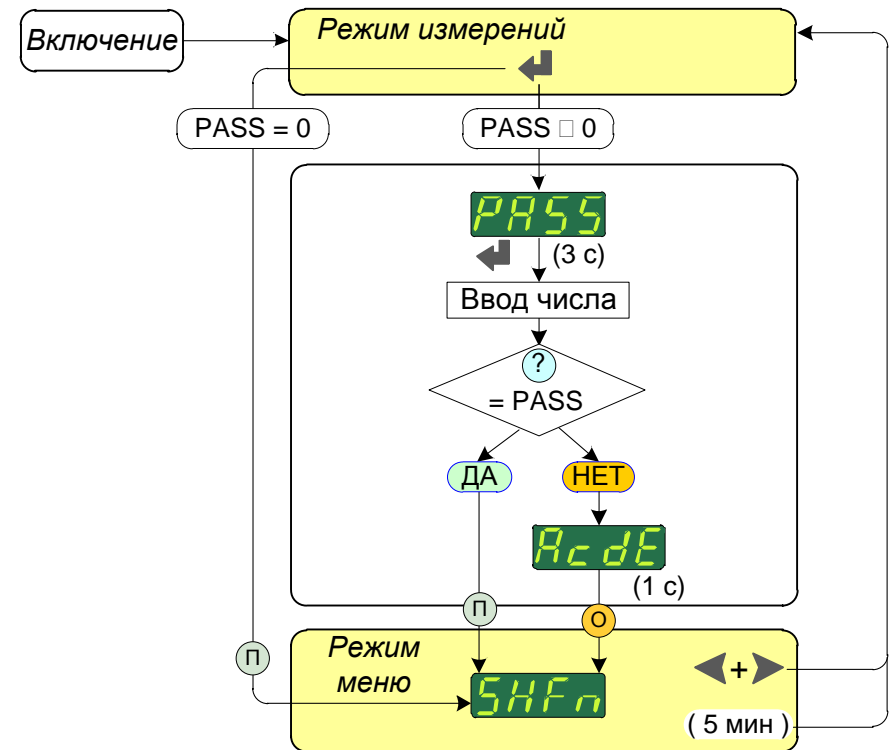 Включение
Режим измерений
PASS = 0
PASS □ 0
PASS
(3 с)
Ввод числа
?
= PASS
ДА
НЕТ
AcdE
(1 с)
П
О
П
Режим
меню
SHFn
+
( 5 мин )